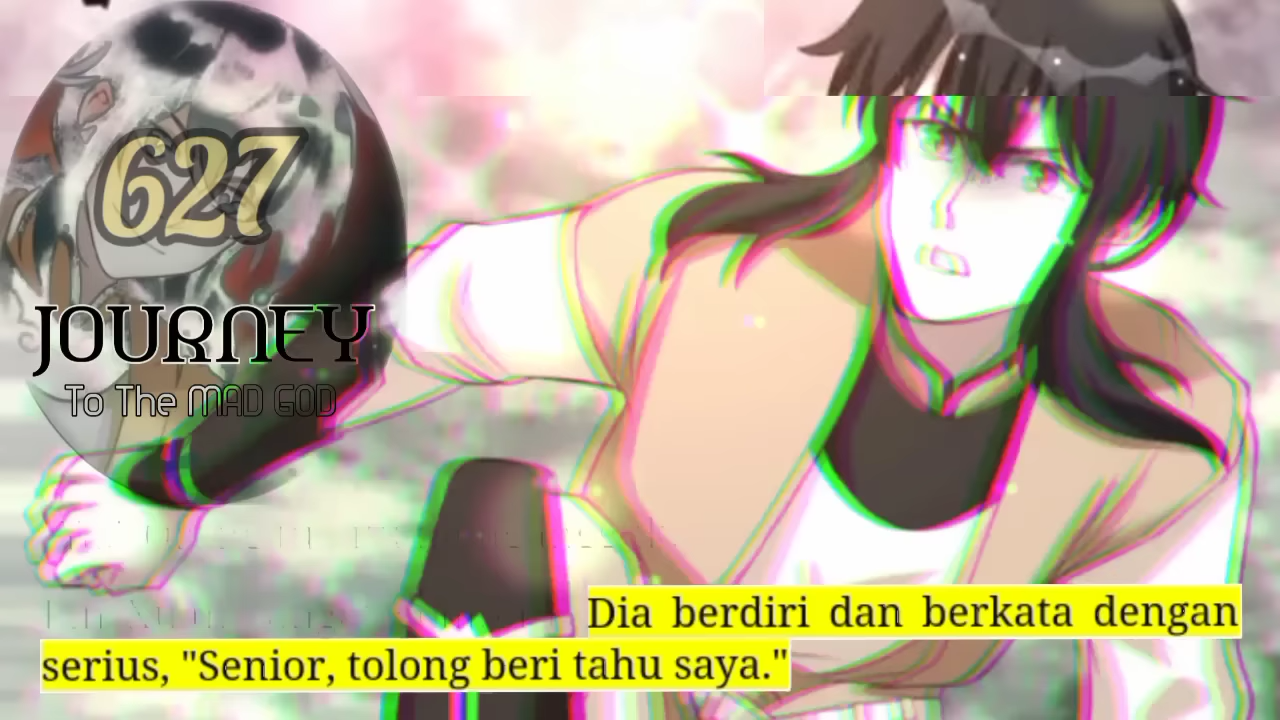 627
JOURNEY
To The MAD GOD
Dia berdiri dan berkata dengan
serius, "Senior, tolong beri tahu saya."